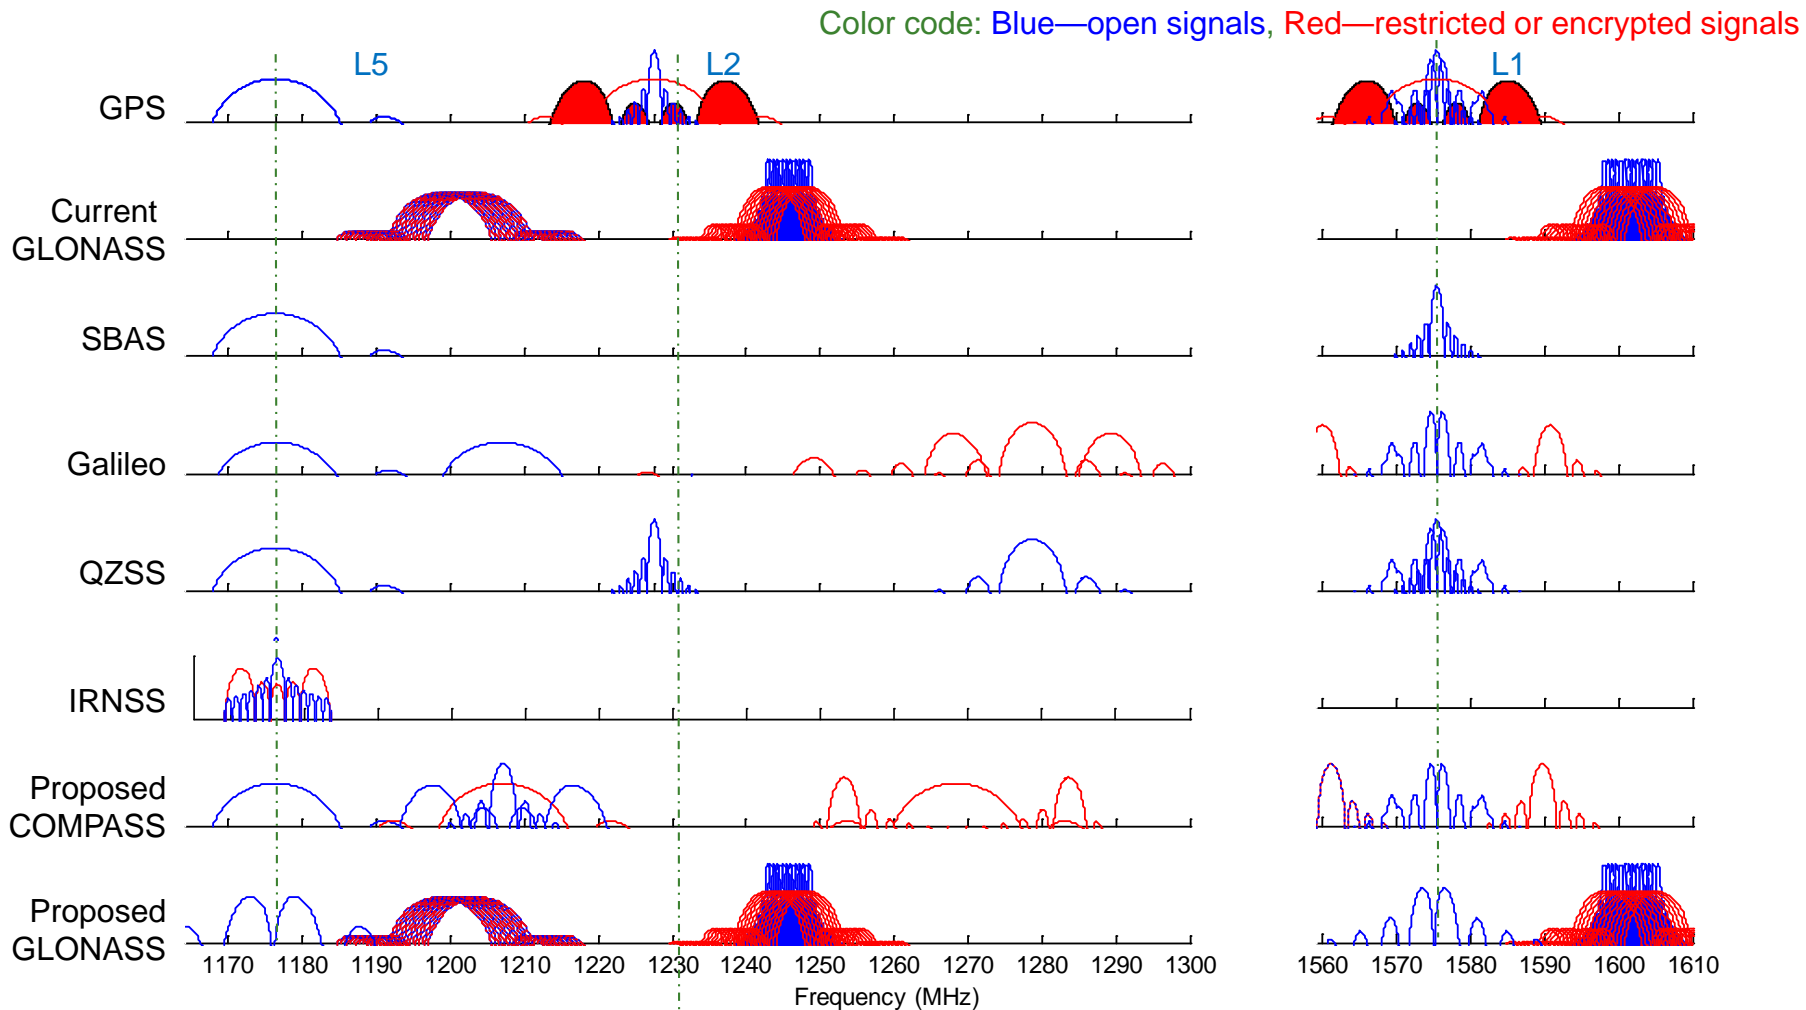 Color code: Blue—open signals, Red—restricted or encrypted signals
L5
L2
L1
GPS
Current
GLONASS
SBAS
Galileo
QZSS
IRNSS
Proposed
COMPASS
Proposed
GLONASS
1170 1180 1190 1200 1210 1220 1230 1240 1250 1260 1270 1280 1290 1300 1560 1570 1580 1590 1600 1610
Frequency (MHz)